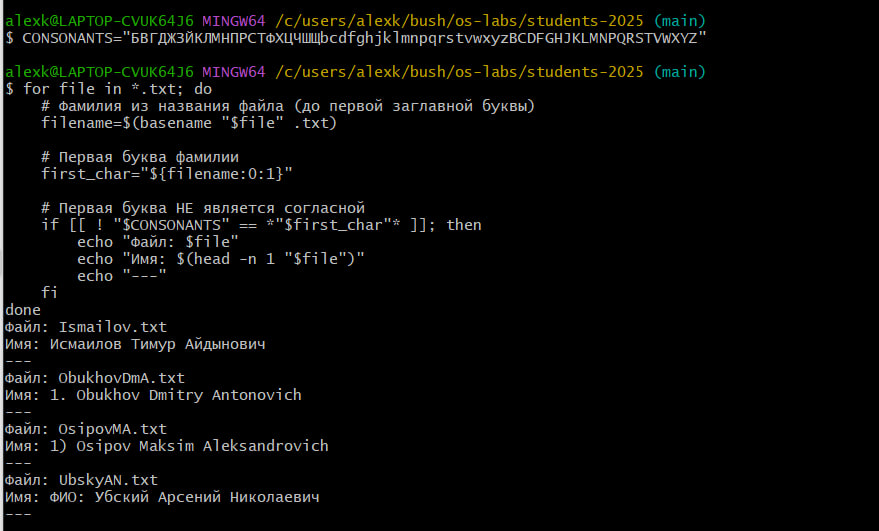 alexk@LAPTOP-CVUK64J6 MINGW64 /c/users/alexk/bush/os-labs/students-2025 (main)
$ CONSONANTS="БВГДЖЗЙКЛМНПРСТФХЦЧШЩbcdfghjklmnpqrstvwxyzBCDFGHJKLMNPQRSTVWXYZ"
alexk@LAPTOP-CVUK64J6 MINGW64 /c/users/alexk/bush/os-labs/students-2025 (main)
$ for file in *.txt; do
# Фамилия из названия файла (до первой заглавной буквы)
filename=$(basename "$file" .txt)
# Первая буква фамилии
first_char="${filename:0:1}"
# Первая буква НЕ является согласной
if [[ ! "$CONSONANTS" == *"$first_char"* ]]; then
echo "Файл: $file"
echo "Имя: $(head -n 1 "$file")"
echo "---"
fi
done
Файл: Ismailov.txt
Имя: Исмаилов Тимур Айдынович
---
Файл: ObukhovDmA.txt
Имя: 1. Obukhov Dmitry Antonovich
---
Файл: OsipovMA.txt
Имя: 1) Osipov Maksim Aleksandrovich
---
Файл: UbskyAN.txt
Имя: ФИО: Убский Арсений Николаевич
---